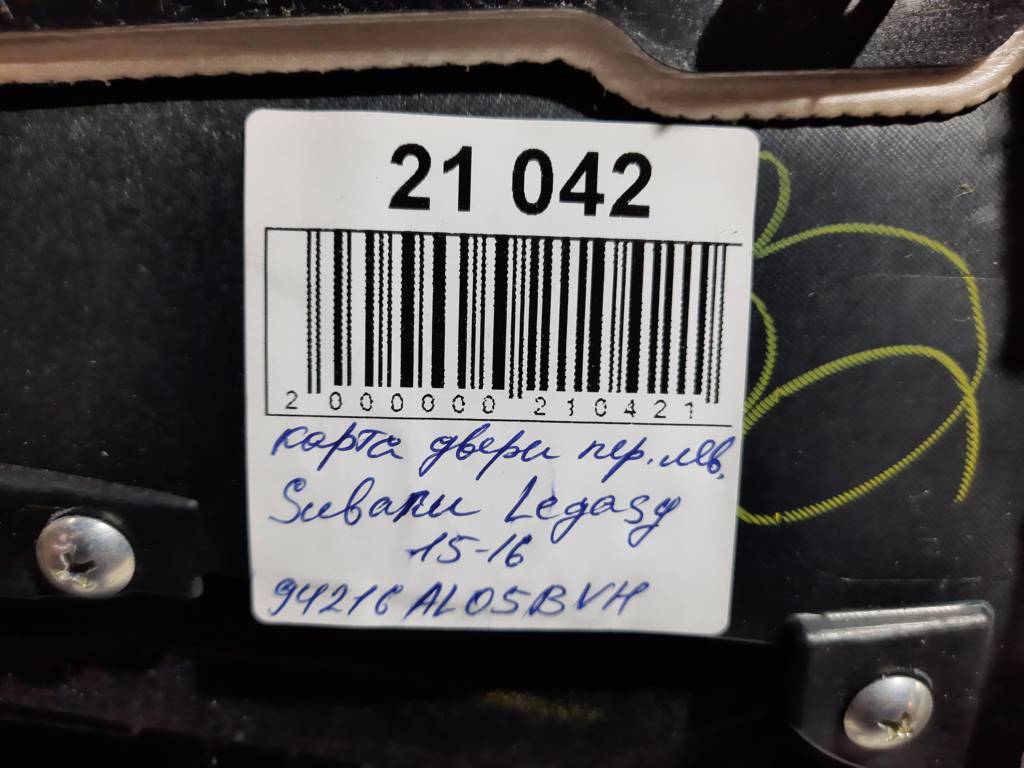 21 042
2 000000 210421
карта двери пер. лев.
Subaru Legasy
15-16
94216AL05BVH